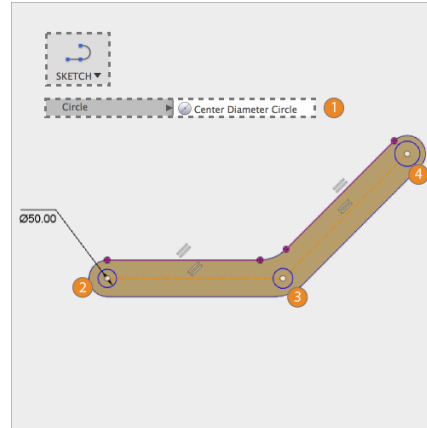 SKETCH▼
Circle ▶ Center Diameter Circle 1
4
Ø50.00
2
3